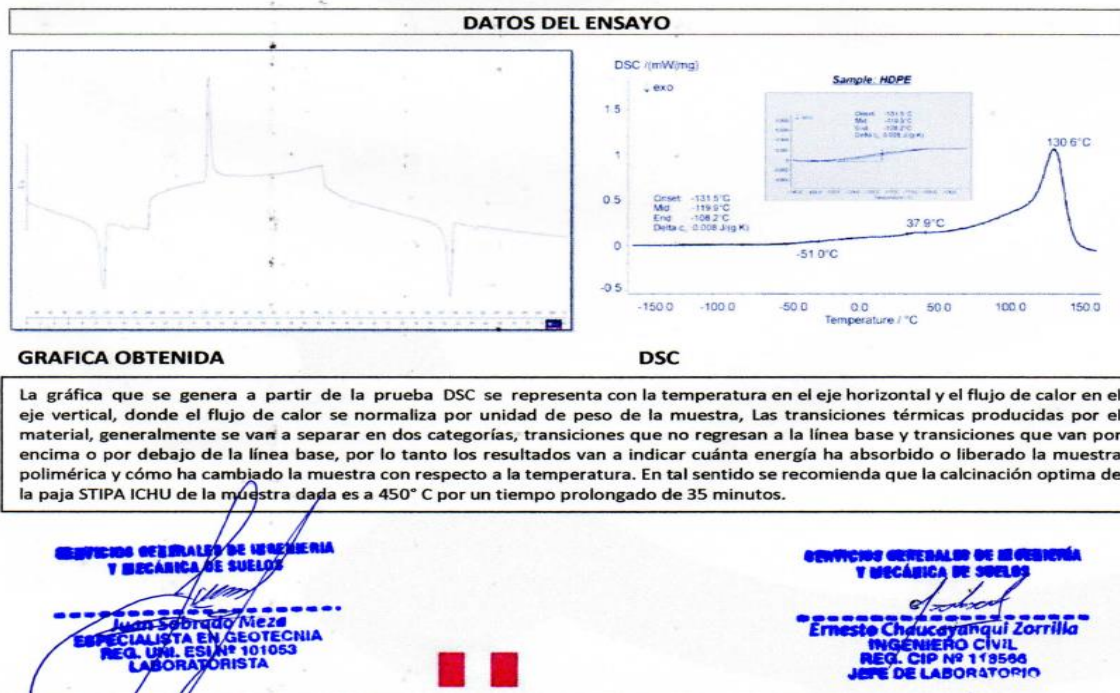 DATOS DEL ENSAYO
DSC /(mW/mg)
exo
Sample: HDPE
1.5
1
0.5
0
-0.5
130.6°C
37.9°C
-51.0°C
Onset: -131.5°C
Mid: -119.9°C
End: -108.2°C
Delta c, 0.008 J/(g.K)
-150.0 -100.0 -50.0 0.0 50.0 100.0 150.0
Temperature / °C
GRAFICA OBTENIDA
DSC
La gráfica que se genera a partir de la prueba DSC se representa con la temperatura en el eje horizontal y el flujo de calor en el
eje vertical, donde el flujo de calor se normaliza por unidad de peso de la muestra, Las transiciones térmicas producidas por el
material, generalmente se van a separar en dos categorías, transiciones que no regresan a la línea base y transiciones que van por
encima o por debajo de la línea base, por lo tanto los resultados van a indicar cuánta energía ha absorbido o liberado la muestra
polimérica y cómo ha cambiado la muestra con respecto a la temperatura. En tal sentido se recomienda que la calcinación optima de
la paja STIPA ICHU de la muestra dada es a 450° C por un tiempo prolongado de 35 minutos.
SERVICIOS GENERALES DE INGENIERIA
Y MECÁNICA DE SUELOS
Juan Sobrado Meza
ESPECIALISTA EN GEOTECNIA
REG. UNI. ESI Nº 101053
LABORATORISTA
SERVICIOS GENERALES DE INGENIERÍA
Y MECÁNICA DE SUELOS
Ernesto Chaucayanqui Zorrilla
INGENIERO CIVIL
REG. CIP Nº 119566
JEFE DE LABORATORIO